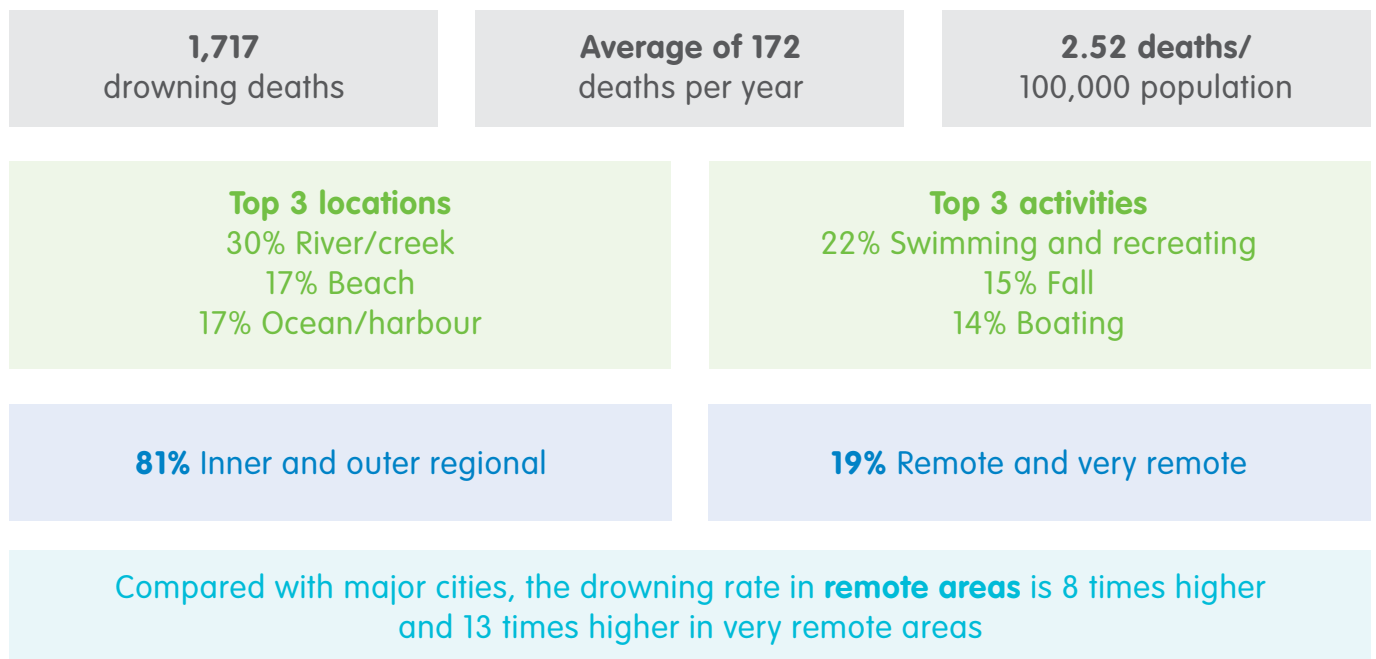 1,717
drowning deaths
Average of 172
deaths per year
2.52 deaths/
100,000 population
Top 3 locations
30% River/creek
17% Beach
17% Ocean/harbour
Top 3 activities
22% Swimming and recreating
15% Fall
14% Boating
81% Inner and outer regional
19% Remote and very remote
Compared with major cities, the drowning rate in remote areas is 8 times higher
and 13 times higher in very remote areas